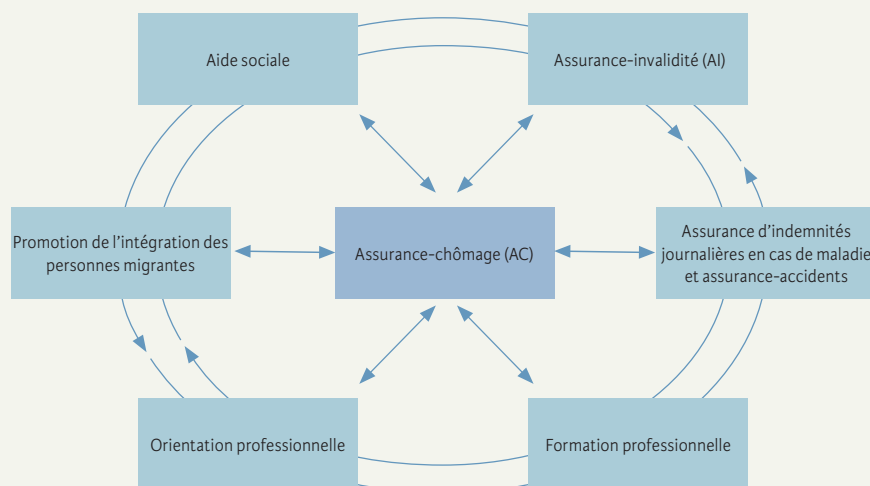 Aide sociale
Assurance-invalidité (AI)
Promotion de l'intégration des
personnes migrantes
Assurance-chômage (AC)
Assurance d'indemnités
journalières en cas de maladie
et assurance-accidents
Orientation professionnelle
Formation professionnelle